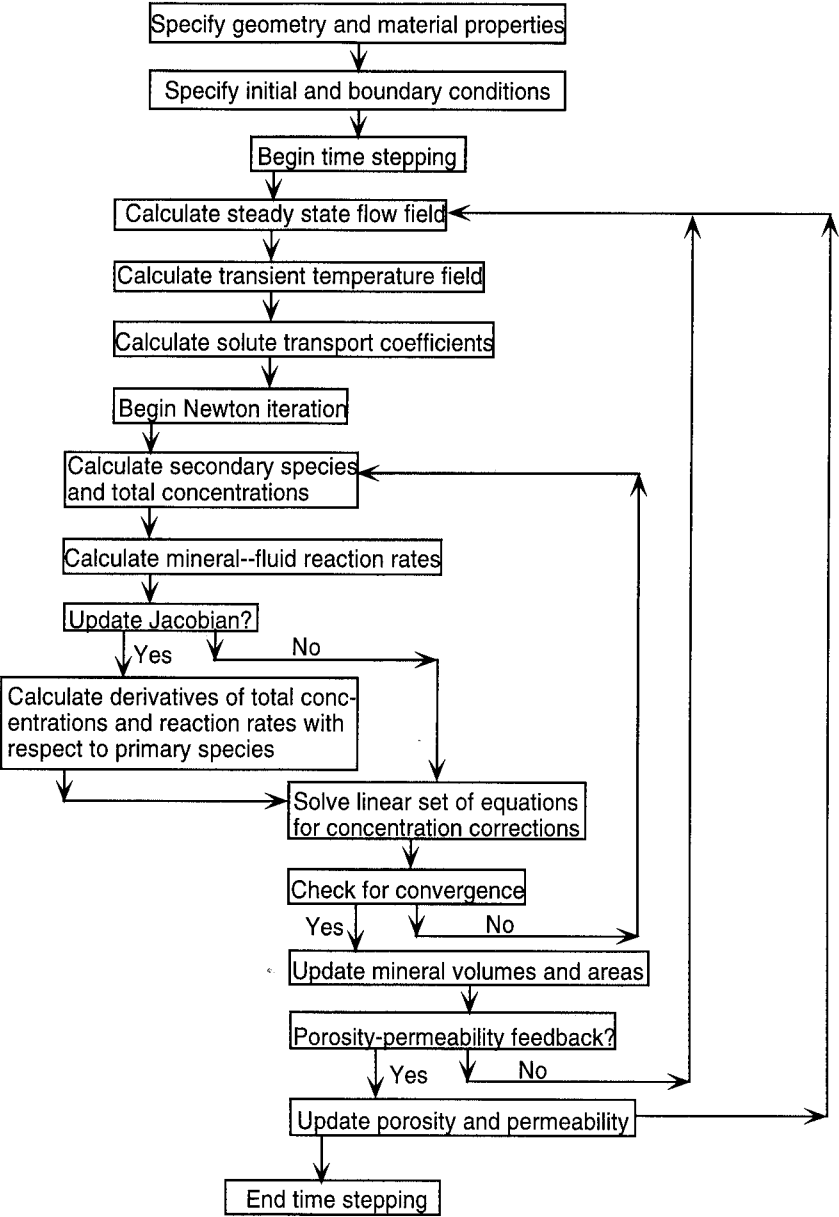 Specify geometry and material properties
Specify initial and boundary conditions
Begin time stepping
Calculate steady state flow field
Calculate transient temperature field
Calculate solute transport coefficients
Begin Newton iteration
Calculate secondary species
and total concentrations
Calculate mineral--fluid reaction rates
Update Jacobian?
Yes
No
Calculate derivatives of total conc-
entrations and reaction rates with
respect to primary species
Solve linear set of equations
for concentration corrections
Check for convergence
Yes
No
Update mineral volumes and areas
Porosity-permeability feedback?
Yes
No
Update porosity and permeability
End time stepping